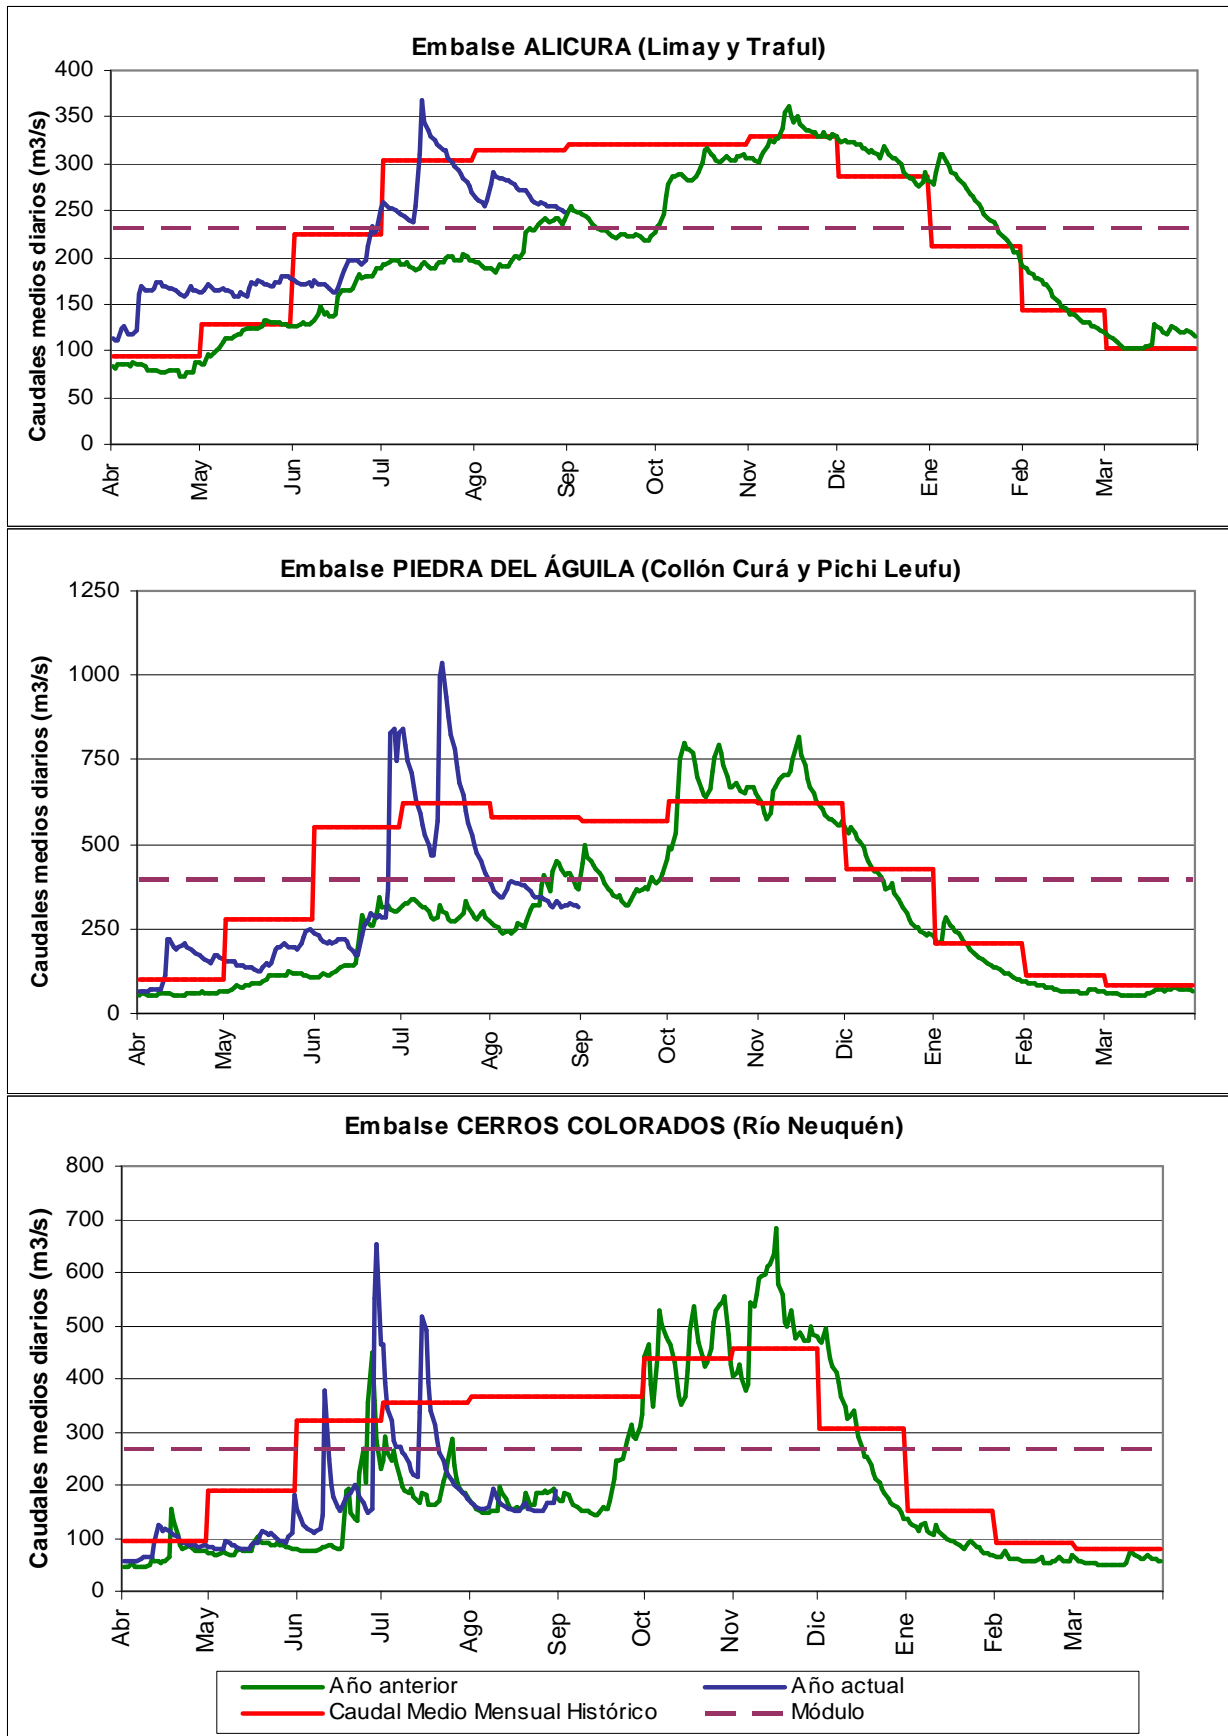 Embalse ALICURA (Limay y Traful)
Caudales medios diarios (m3/s)
400
350
300
250
200
150
100
50
0
Abr May Jun Jul Ago Sep Oct Nov Dic Ene Feb Mar
Embalse PIEDRA DEL ÁGUILA (Collón Curá y Pichi Leufu)
Caudales medios diarios (m3/s)
1250
1000
750
500
250
0
Abr May Jun Jul Ago Sep Oct Nov Dic Ene Feb Mar
Embalse CERROS COLORADOS (Río Neuquén)
Caudales medios diarios (m3/s)
800
700
600
500
400
300
200
100
0
Abr May Jun Jul Ago Sep Oct Nov Dic Ene Feb Mar
Año anterior Año actual
Caudal Medio Mensual Histórico Módulo